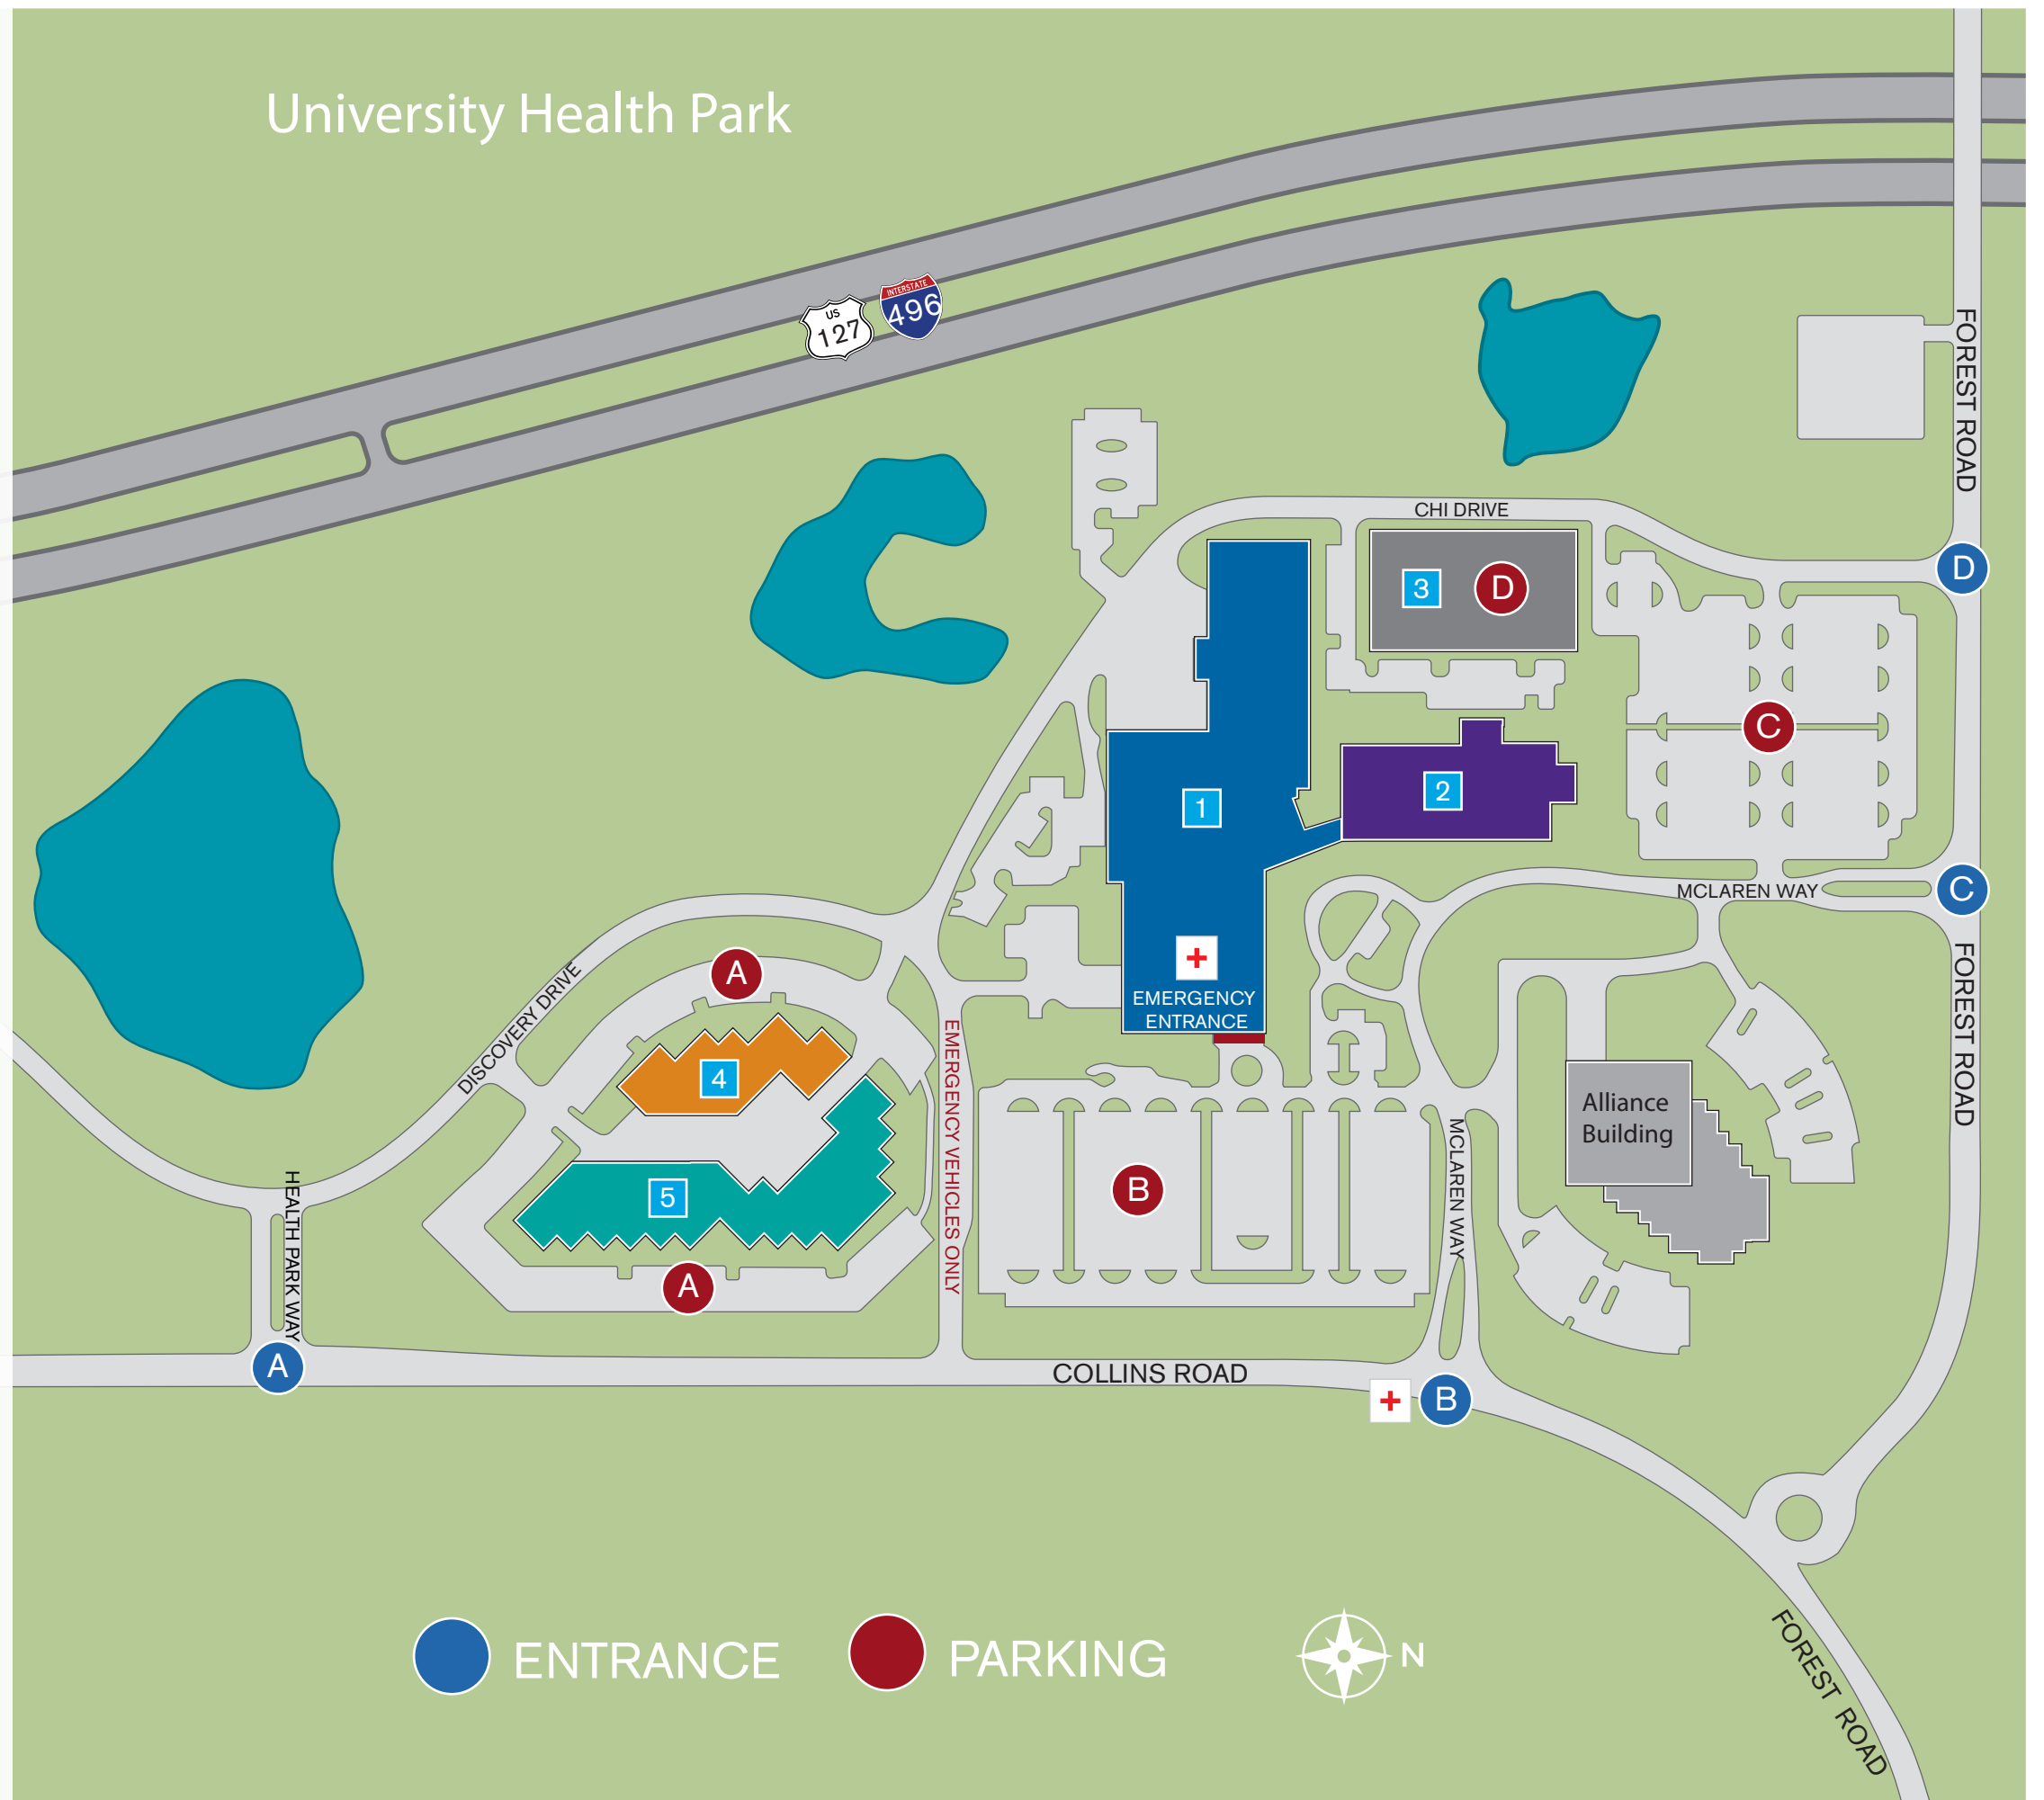 University Health Park
INTERSTATE
496
US
127
FOREST ROAD
CHI DRIVE
D
3
D
C
2
1
MCLAREN WAY
C
FOREST ROAD
A
DISCOVERY DRIVE
EMERGENCY
ENTRANCE
EMERGENCY VEHICLES ONLY
4
Alliance
Building
5
B
MCLAREN WAY
HEALTH PARK WAY
A
A
COLLINS ROAD
B
FOREST ROAD
ENTRANCE
PARKING
N